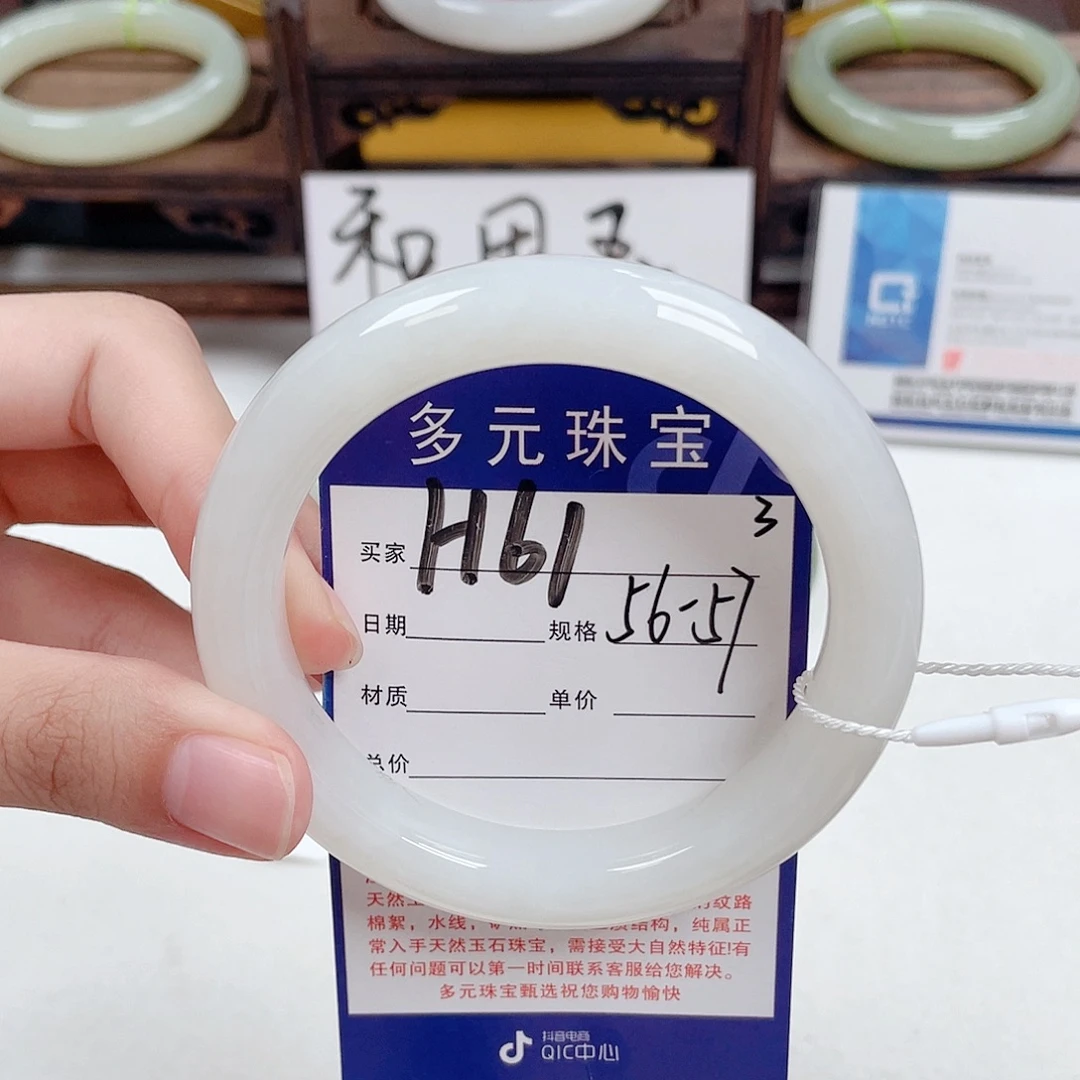 和田玉
多元珠宝
3
买家 H61
日期 规格 56-57
材质 单价
总价
天然
纹路
棉絮，水线，
质结构，纯属正
常入手天然玉石珠宝，需接受大自然特征!有
任何问题可以第一时间联系客服给您解决。
多元珠宝甄选祝您购物愉快
抖音电商
QIC中心